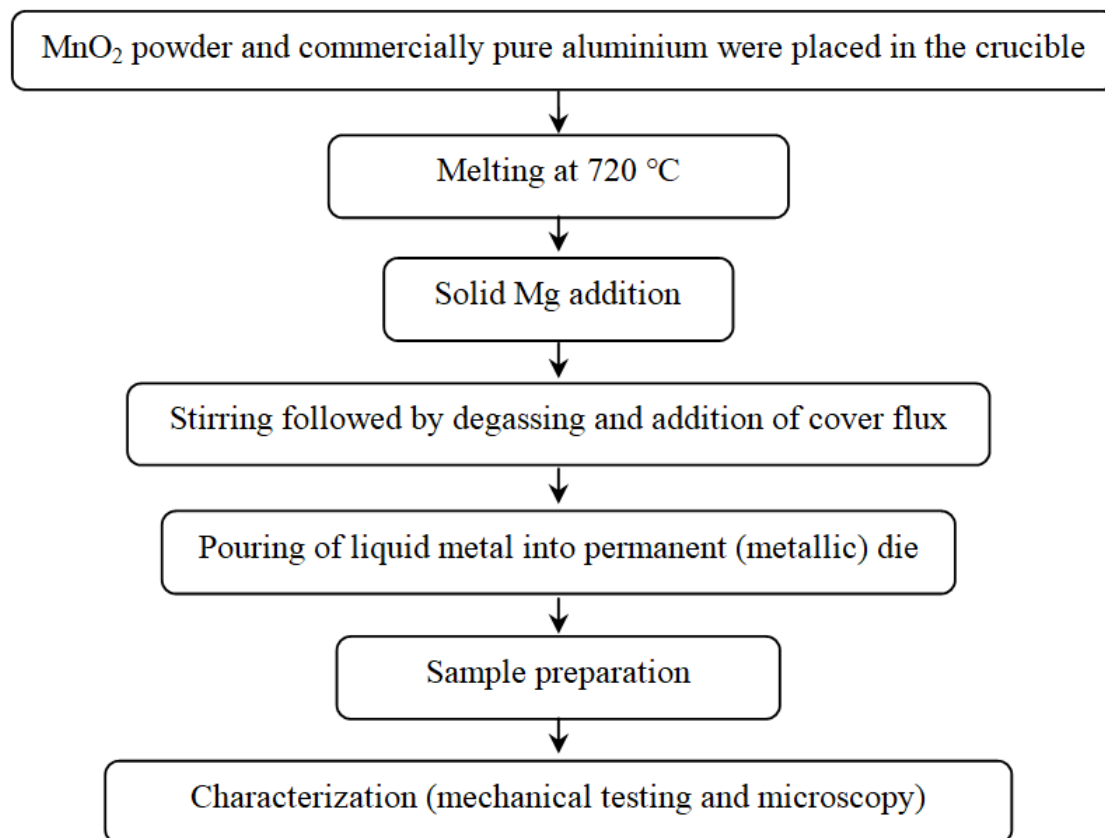 MnO₂ powder and commercially pure aluminium were placed in the crucible
Melting at 720 °C
Solid Mg addition
Stirring followed by degassing and addition of cover flux
Pouring of liquid metal into permanent (metallic) die
Sample preparation
Characterization (mechanical testing and microscopy)